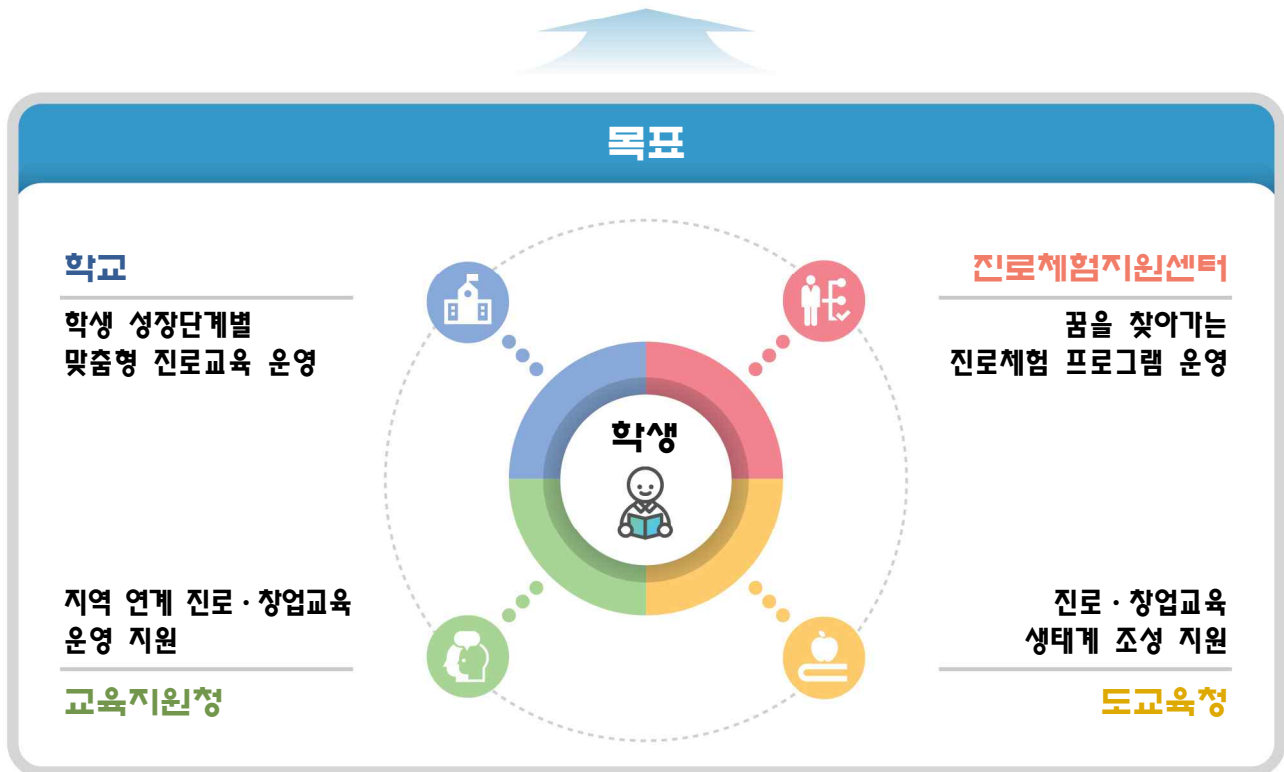 목표
학교
학생 성장단계별
맞춤형 진로교육 운영
진로체험지원센터
꿈을 찾아가는
진로체험 프로그램 운영
학생
지역 연계 진로·창업교육
운영 지원
교육지원청
진로·창업교육
생태계 조성 지원
도교육청